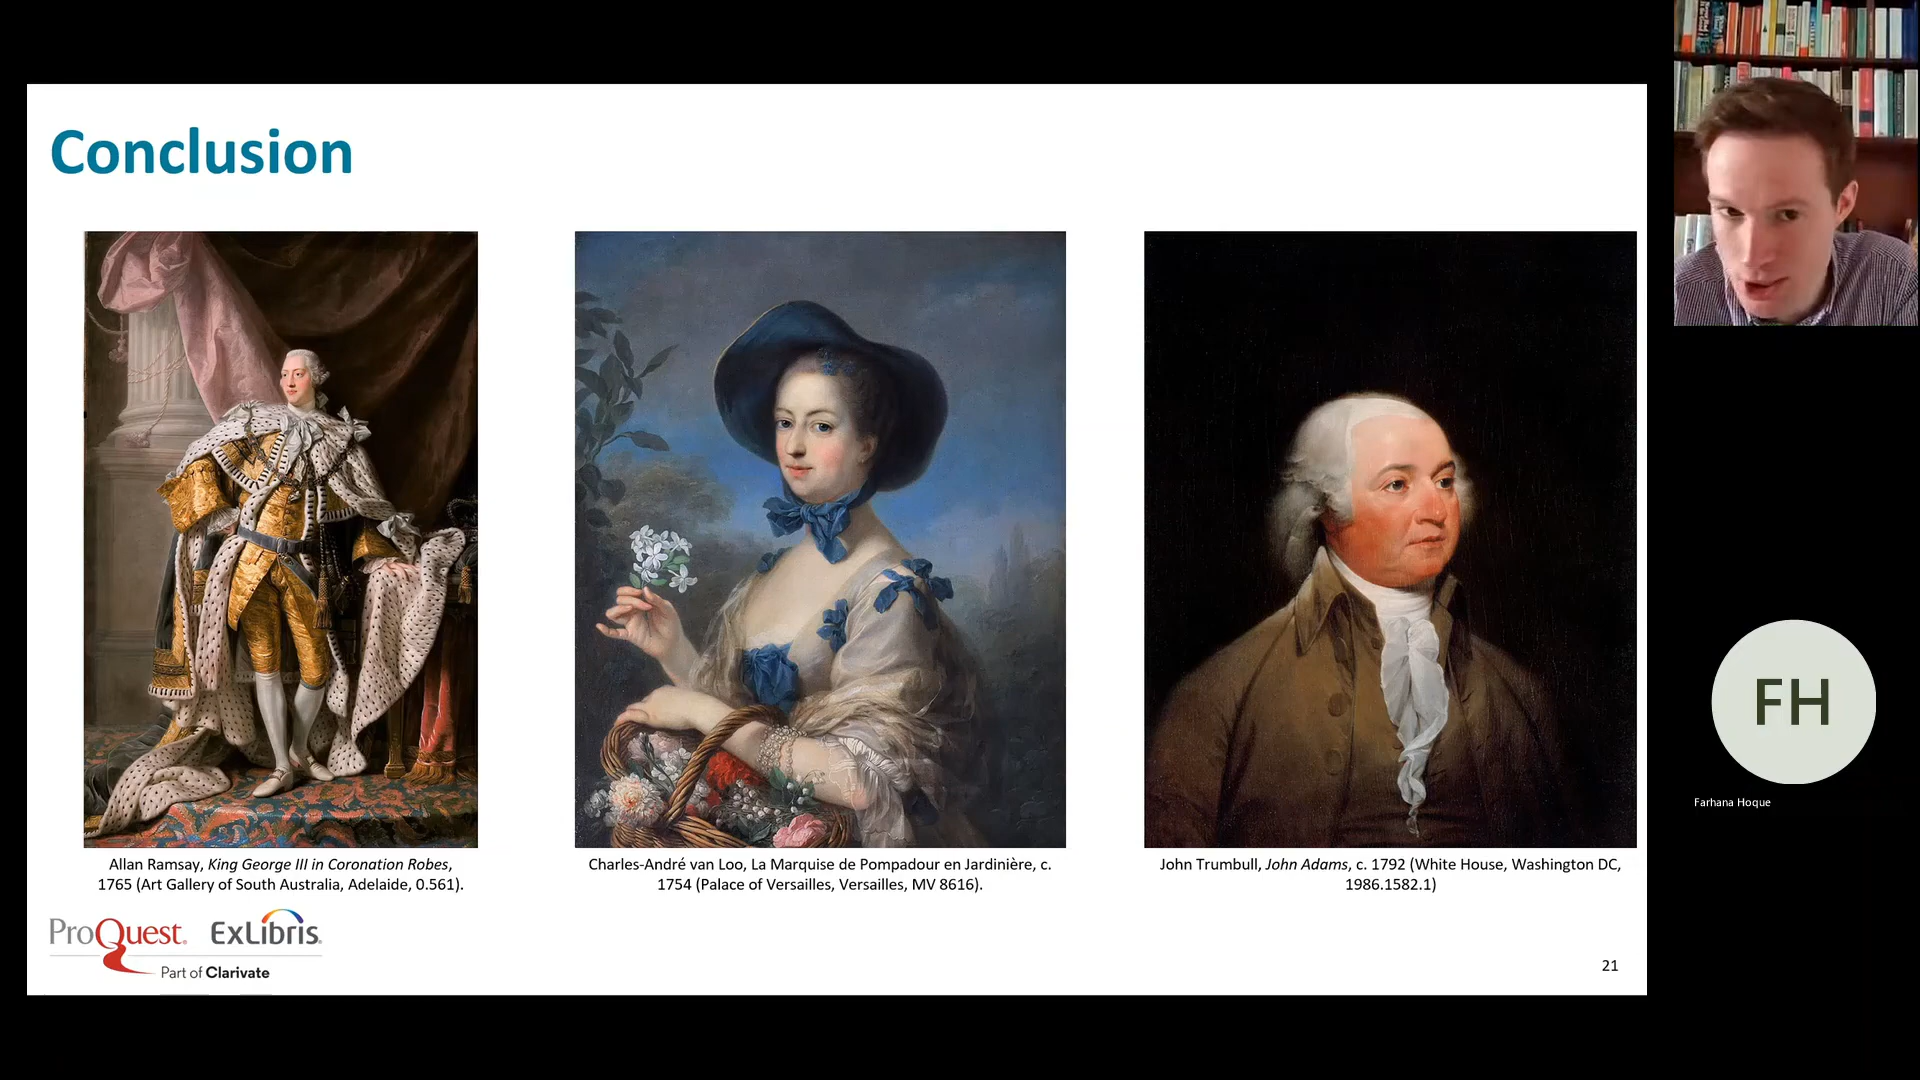 Conclusion
Allan Ramsay, King George III in Coronation Robes,
1765 (Art Gallery of South Australia, Adelaide, 0.561).
Charles-André van Loo, La Marquise de Pompadour en Jardinière, c.
1754 (Palace of Versailles, Versailles, MV 8616).
John Trumbull, John Adams, c. 1792 (White House, Washington DC,
1986.1582.1)
ProQuest ExLibris
Part of Clarivate
21
FH
Farhana Hoque